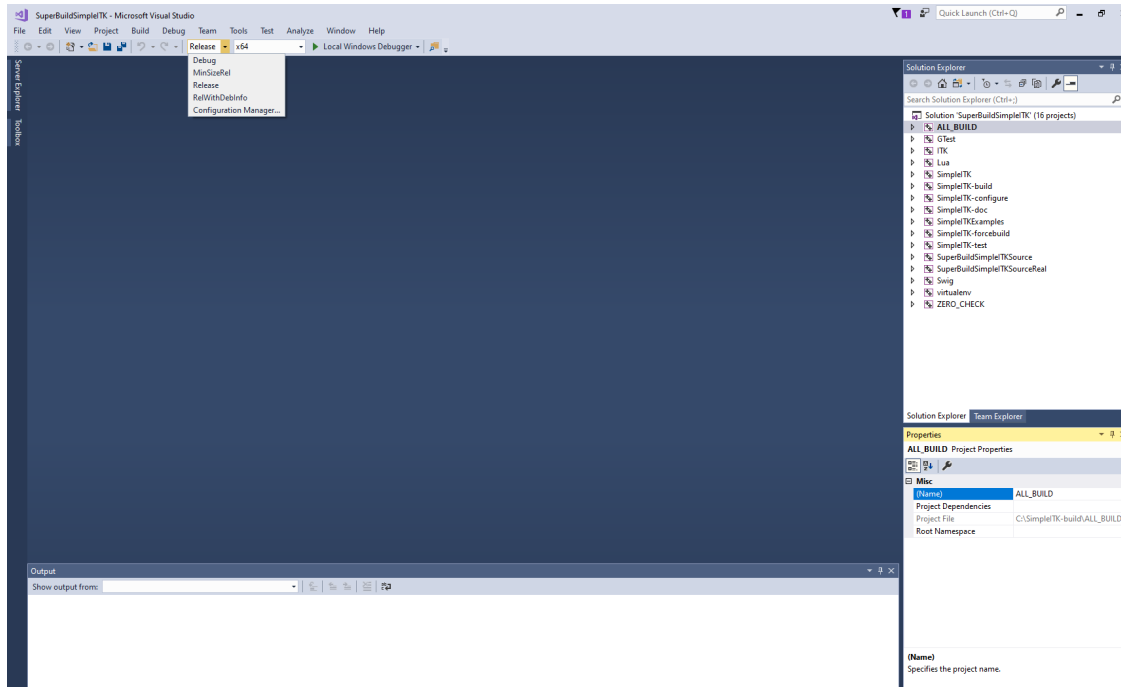 SuperBuildSimpleITK - Microsoft Visual Studio
1
Quick Launch (Ctrl+Q)
File Edit View Project Build Debug Team Tools Test Analyze Window Help
Release x64 Local Windows Debugger
Debug
MinSizeRel
Release
RelWithDebInfo
Configuration Manager...
Server Explorer
Toolbox
Solution Explorer
Search Solution Explorer (Ctrl+;)
Solution 'SuperBuildSimpleITK' (16 projects)
ALL_BUILD
GTest
ITK
Lua
SimpleITK
SimpleITK-build
SimpleITK-configure
SimpleITK-doc
SimpleITKExamples
SimpleITK-forcebuild
SimpleITK-test
SuperBuildSimpleITKSource
SuperBuildSimpleITKSourceReal
Swig
virtualenv
ZERO_CHECK
Solution Explorer Team Explorer
Properties
ALL_BUILD Project Properties
Misc
(Name) ALL_BUILD
Project Dependencies
Project File C:\SimpleITK-build\ALL_BUILD
Root Namespace
(Name)
Specifies the project name.
Output
Show output from: